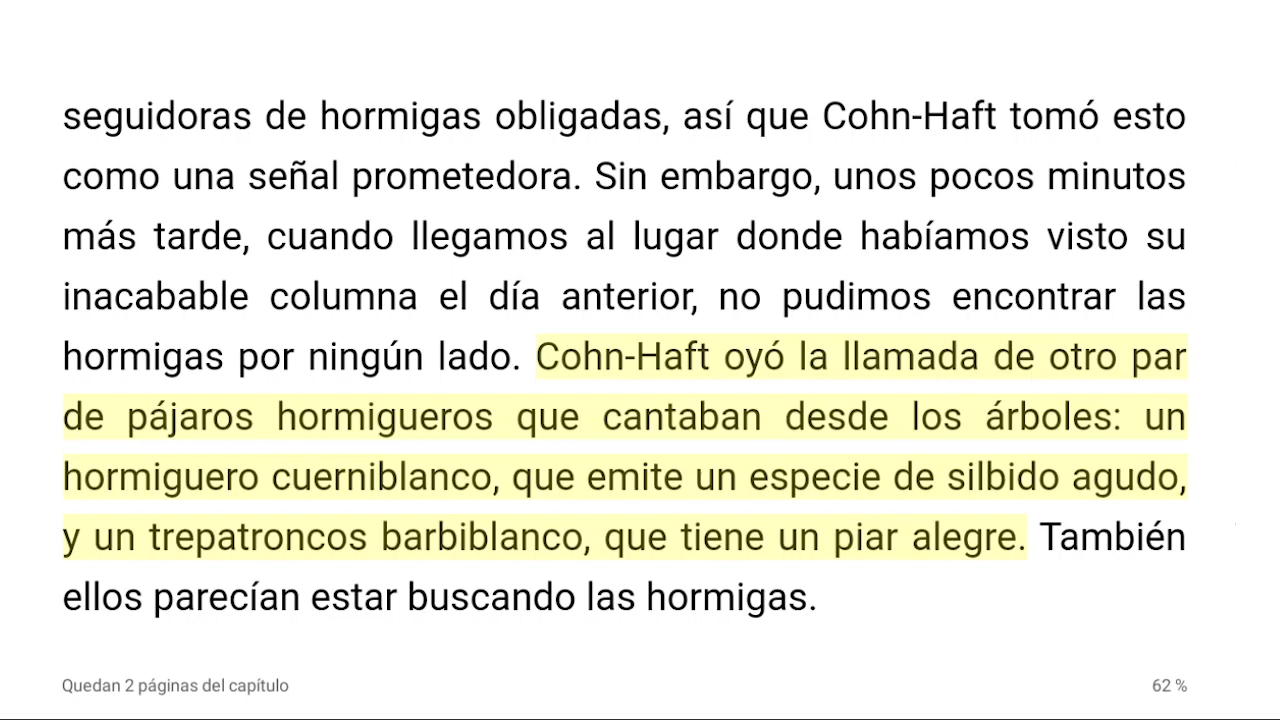 seguidoras de hormigas obligadas, así que Cohn-Haft tomó esto
como una señal prometedora. Sin embargo, unos pocos minutos
más tarde, cuando llegamos al lugar donde habíamos visto su
inacabable columna el día anterior, no pudimos encontrar las
hormigas por ningún lado. Cohn-Haft oyó la llamada de otro par
de pájaros hormigueros que cantaban desde los árboles: un
hormiguero cuerniblanco, que emite un especie de silbido agudo,
y un trepatroncos barbiblanco, que tiene un piar alegre. También
ellos parecían estar buscando las hormigas.
Quedan 2 páginas del capítulo
62 %